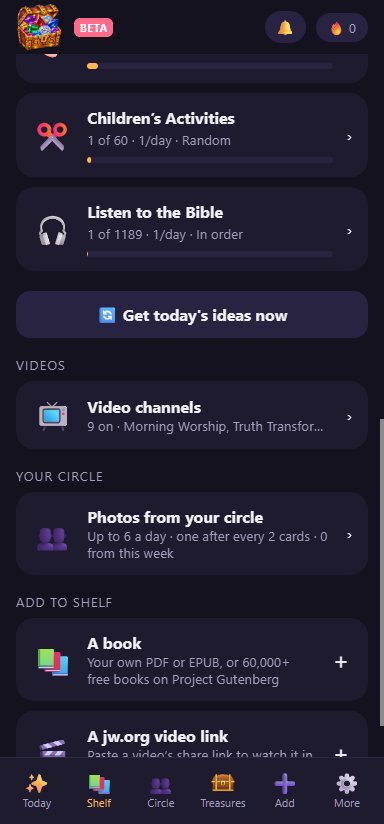 BETA
0
Children's Activities
1 of 60 · 1/day · Random
Listen to the Bible
1 of 1189 · 1/day · In order
Get today's ideas now
VIDEOS
Video channels
9 on · Morning Worship, Truth Transfor...
YOUR CIRCLE
Photos from your circle
Up to 6 a day · one after every 2 cards · 0
from this week
ADD TO SHELF
A book
Your own PDF or EPUB, or 60,000+
free books on Project Gutenberg
A jw.org video link
Paste a video's share link to watch it in
Today
Shelf
Circle
Treasures
Add
More